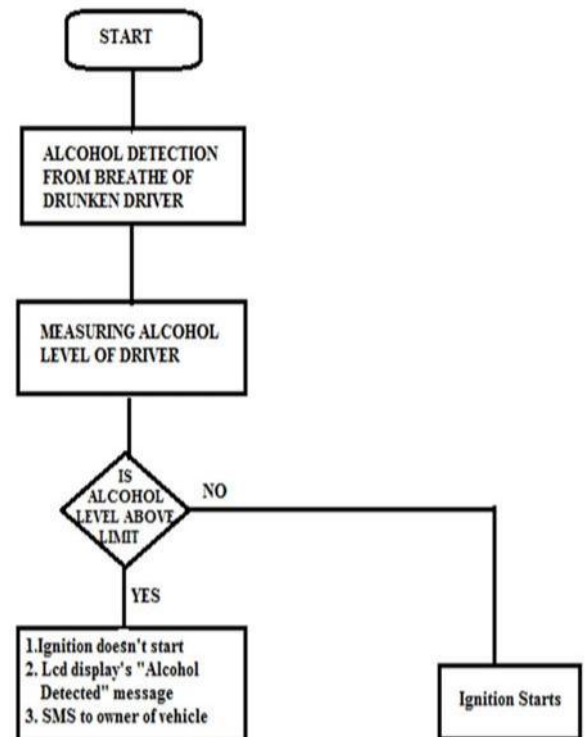 START
ALCOHOL DETECTION
FROM BREATHE OF
DRUNKEN DRIVER
MEASURING ALCOHOL
LEVEL OF DRIVER
IS
ALCOHOL
LEVEL ABOVE
LIMIT
NO
YES
1.Ignition doesn't start
2. Lcd display's "Alcohol
Detected" message
3. SMS to owner of vehicle
Ignition Starts